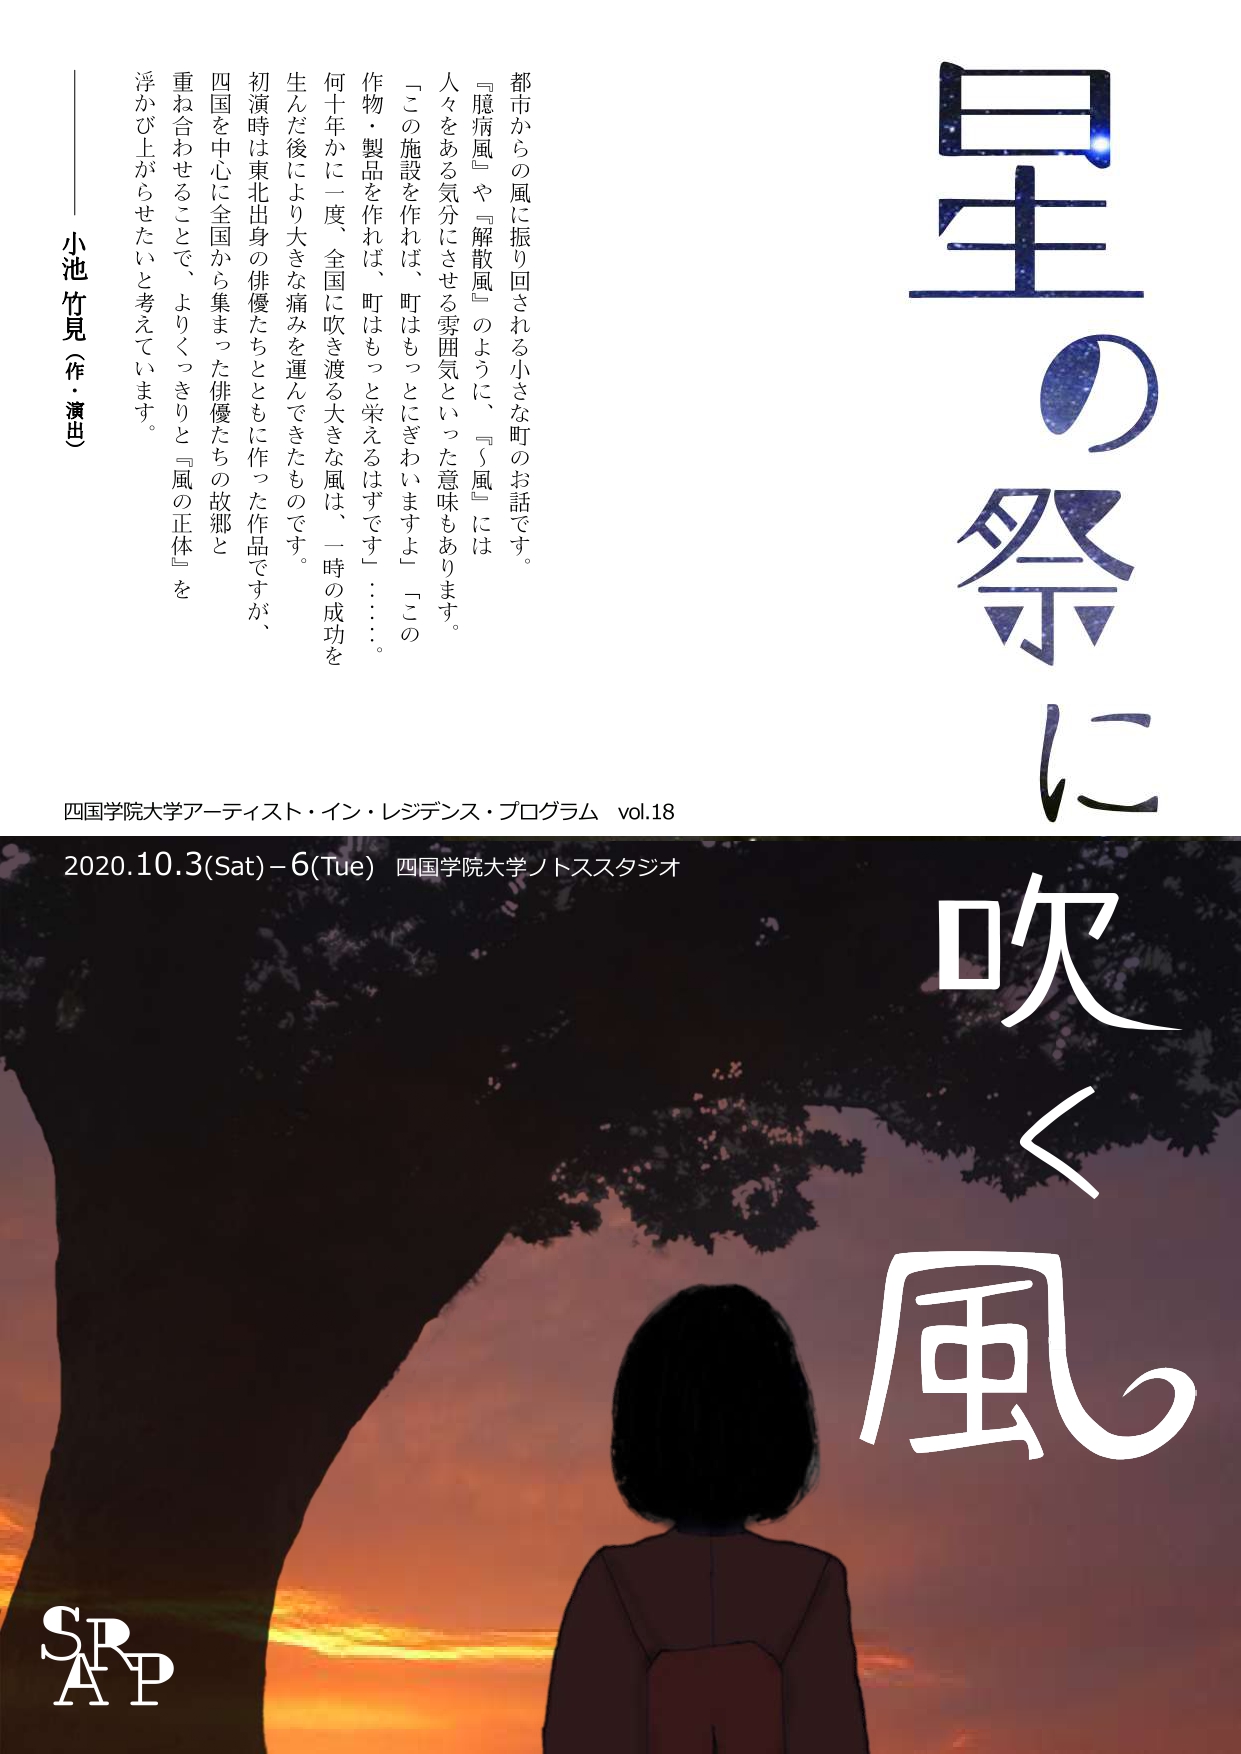 星の祭に吹く風
都市からの風に振り回される小さな町のお話です。
『臆病風』や『解散風』のように、『〜風』には
人々をある気分にさせる雰囲気といった意味もあります。
「この施設を作れば、町はもっとにぎわいますよ」「この
作物・製品を作れば、町はもっと栄えるはずです」……。
何十年かに一度、全国に吹き渡る大きな風は、一時の成功を
生んだ後により大きな痛みを運んできたものです。
初演時は東北出身の俳優たちとともに作った作品ですが、
四国を中心に全国から集まった俳優たちの故郷と
重ね合わせることで、よりくっきりと『風の正体』を
浮かび上がらせたいと考えています。
――― 小池 竹見（作・演出）
四国学院大学アーティスト・イン・レジデンス・プログラム vol.18
2020.10.3(Sat)–6(Tue) 四国学院大学ノトススタジオ
SARP